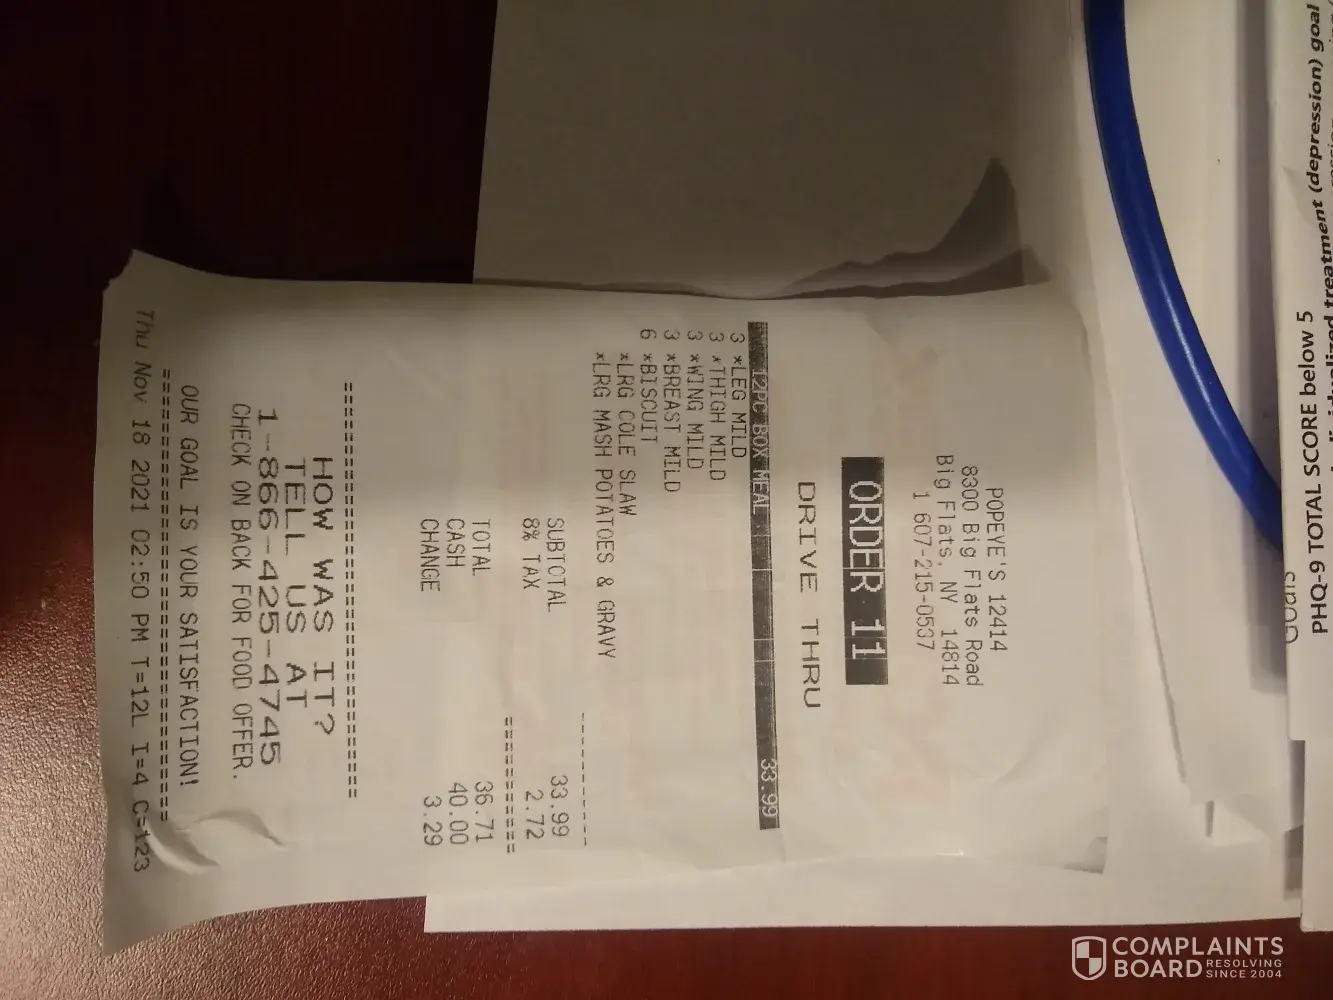 POPEYE'S 12414
8300 Big Flats Road
Big Flats, NY 14814
1 607-215-0537
ORDER 11
DRIVE THRU
12PC BOX MEAL 33.99
3 *LEG MILD
3 *THIGH MILD
3 *WING MILD
3 *BREAST MILD
6 *BISCUIT
*LRG COLE SLAW
*LRG MASH POTATOES & GRAVY
SUBTOTAL 33.99
8% TAX 2.72
TOTAL 36.71
CASH 40.00
CHANGE 3.29
HOW WAS IT?
TELL US AT
1-866-425-4745
CHECK ON BACK FOR FOOD OFFER.
OUR GOAL IS YOUR SATISFACTION!
Thu Nov 18 2021 02:50 PM T=12L I=4 C=123
treatment (depression) goal
PHQ-9 TOTAL SCORE below 5
COMPLAINTS
BOARD RESOLVING
SINCE 2004